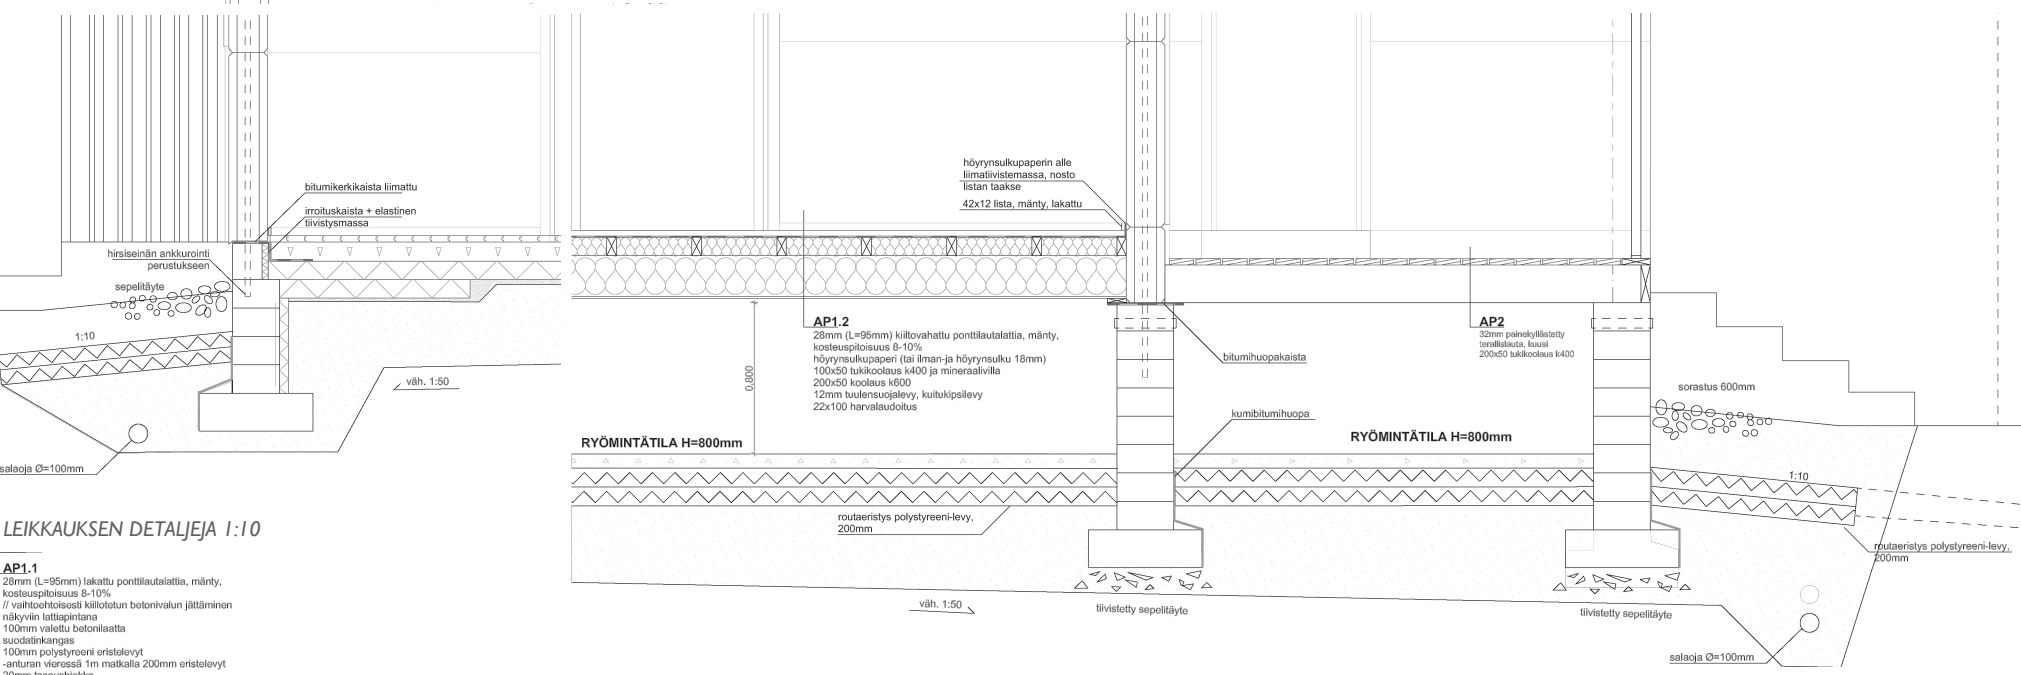 bitumikerkikaista liimattu
irroituskaista + elastinen
tiivistysmassa
hirsiseinän ankkurointi
perustukseen
sepelitäyte
1:10
väh. 1:50
salaoja Ø=100mm
LEIKKAUKSEN DETALJEJA 1:10
AP1.1
28mm (L=95mm) lakattu ponttilautalattia, mänty,
kosteuspitoisuus 8-10%
// vaihtoehtoisesti kiillotetun betonivalun jättäminen
näkyviin lattiapintana
100mm valettu betonilaatta
suodatinkangas
100mm polystyreeni eristelevyt
-anturan vieressä 1m matkalla 200mm eristelevyt
höyrynsulkupaperin alle
liimatiivistemassa, nosto
listan taakse
42x12 lista, mänty, lakattu
AP1.2
28mm (L=95mm) kiiltovahattu ponttilautalattia, mänty,
kosteuspitoisuus 8-10%
höyrynsulkupaperi (tai ilman-ja höyrynsulku 18mm)
100x50 tukikoolaus k400 ja mineraalivilla
200x50 koolaus k600
12mm tuulensuojalevy, kuitukipsilevy
22x100 harvalaudoitus
0.800
RYÖMINTÄTILA H=800mm
routaeristys polystyreeni-levy,
200mm
väh. 1:50
tiivistetty sepelitäyte
bitumihuopakaista
kumibitumihuopa
AP2
32mm painekyllästetty
terallislauta, kuusi
200x50 tukikoolaus k400
RYÖMINTÄTILA H=800mm
sorastus 600mm
1:10
routaeristys polystyreeni-levy,
200mm
tiivistetty sepelitäyte
salaoja Ø=100mm